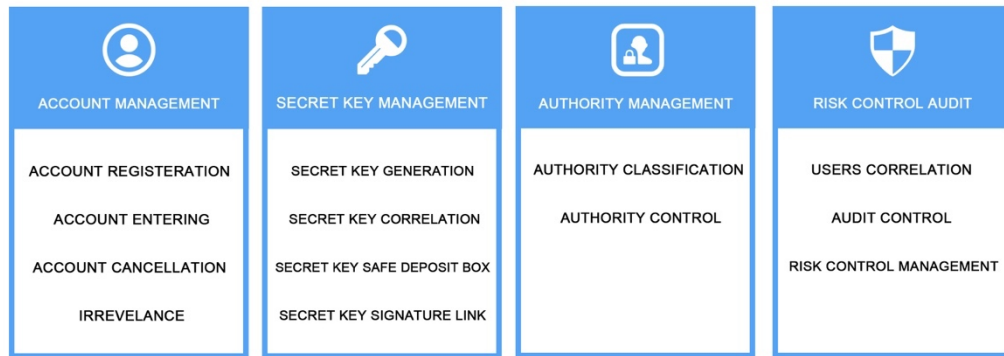 ACCOUNT MANAGEMENT
ACCOUNT REGISTERATION
ACCOUNT ENTERING
ACCOUNT CANCELLATION
IRREVELANCE
SECRET KEY MANAGEMENT
SECRET KEY GENERATION
SECRET KEY CORRELATION
SECRET KEY SAFE DEPOSIT BOX
SECRET KEY SIGNATURE LINK
AUTHORITY MANAGEMENT
AUTHORITY CLASSIFICATION
AUTHORITY CONTROL
RISK CONTROL AUDIT
USERS CORRELATION
AUDIT CONTROL
RISK CONTROL MANAGEMENT